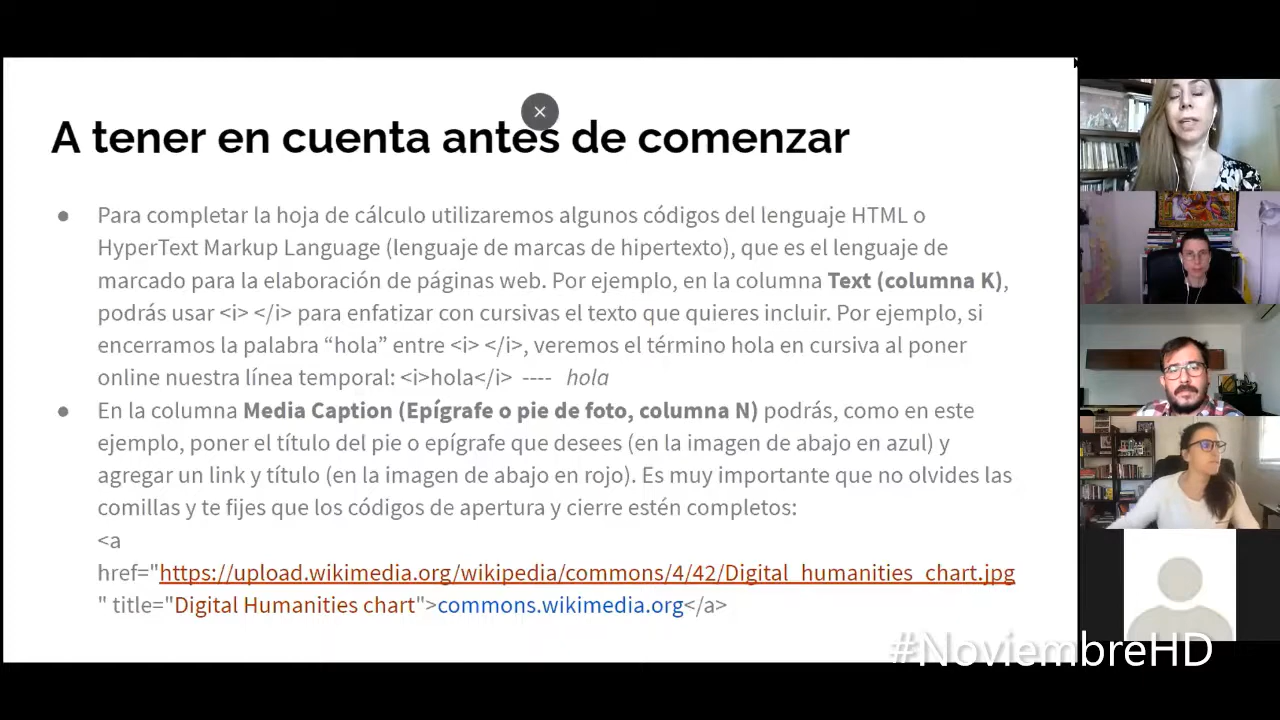 A tener en cuenta antes de comenzar
● Para completar la hoja de cálculo utilizaremos algunos códigos del lenguaje HTML o
HyperText Markup Language (lenguaje de marcas de hipertexto), que es el lenguaje de
marcado para la elaboración de páginas web. Por ejemplo, en la columna Text (columna K),
podrás usar <i> </i> para enfatizar con cursivas el texto que quieres incluir. Por ejemplo, si
encerramos la palabra “hola” entre <i> </i>, veremos el término hola en cursiva al poner
online nuestra línea temporal: <i>hola</i> ---- hola
● En la columna Media Caption (Epígrafe o pie de foto, columna N) podrás, como en este
ejemplo, poner el título del pie o epígrafe que desees (en la imagen de abajo en azul) y
agregar un link y título (en la imagen de abajo en rojo). Es muy importante que no olvides las
comillas y te fijes que los códigos de apertura y cierre estén completos:
<a
href="https://upload.wikimedia.org/wikipedia/commons/4/42/Digital_humanities_chart.jpg
" title="Digital Humanities chart">commons.wikimedia.org</a>
#NoviembreHD